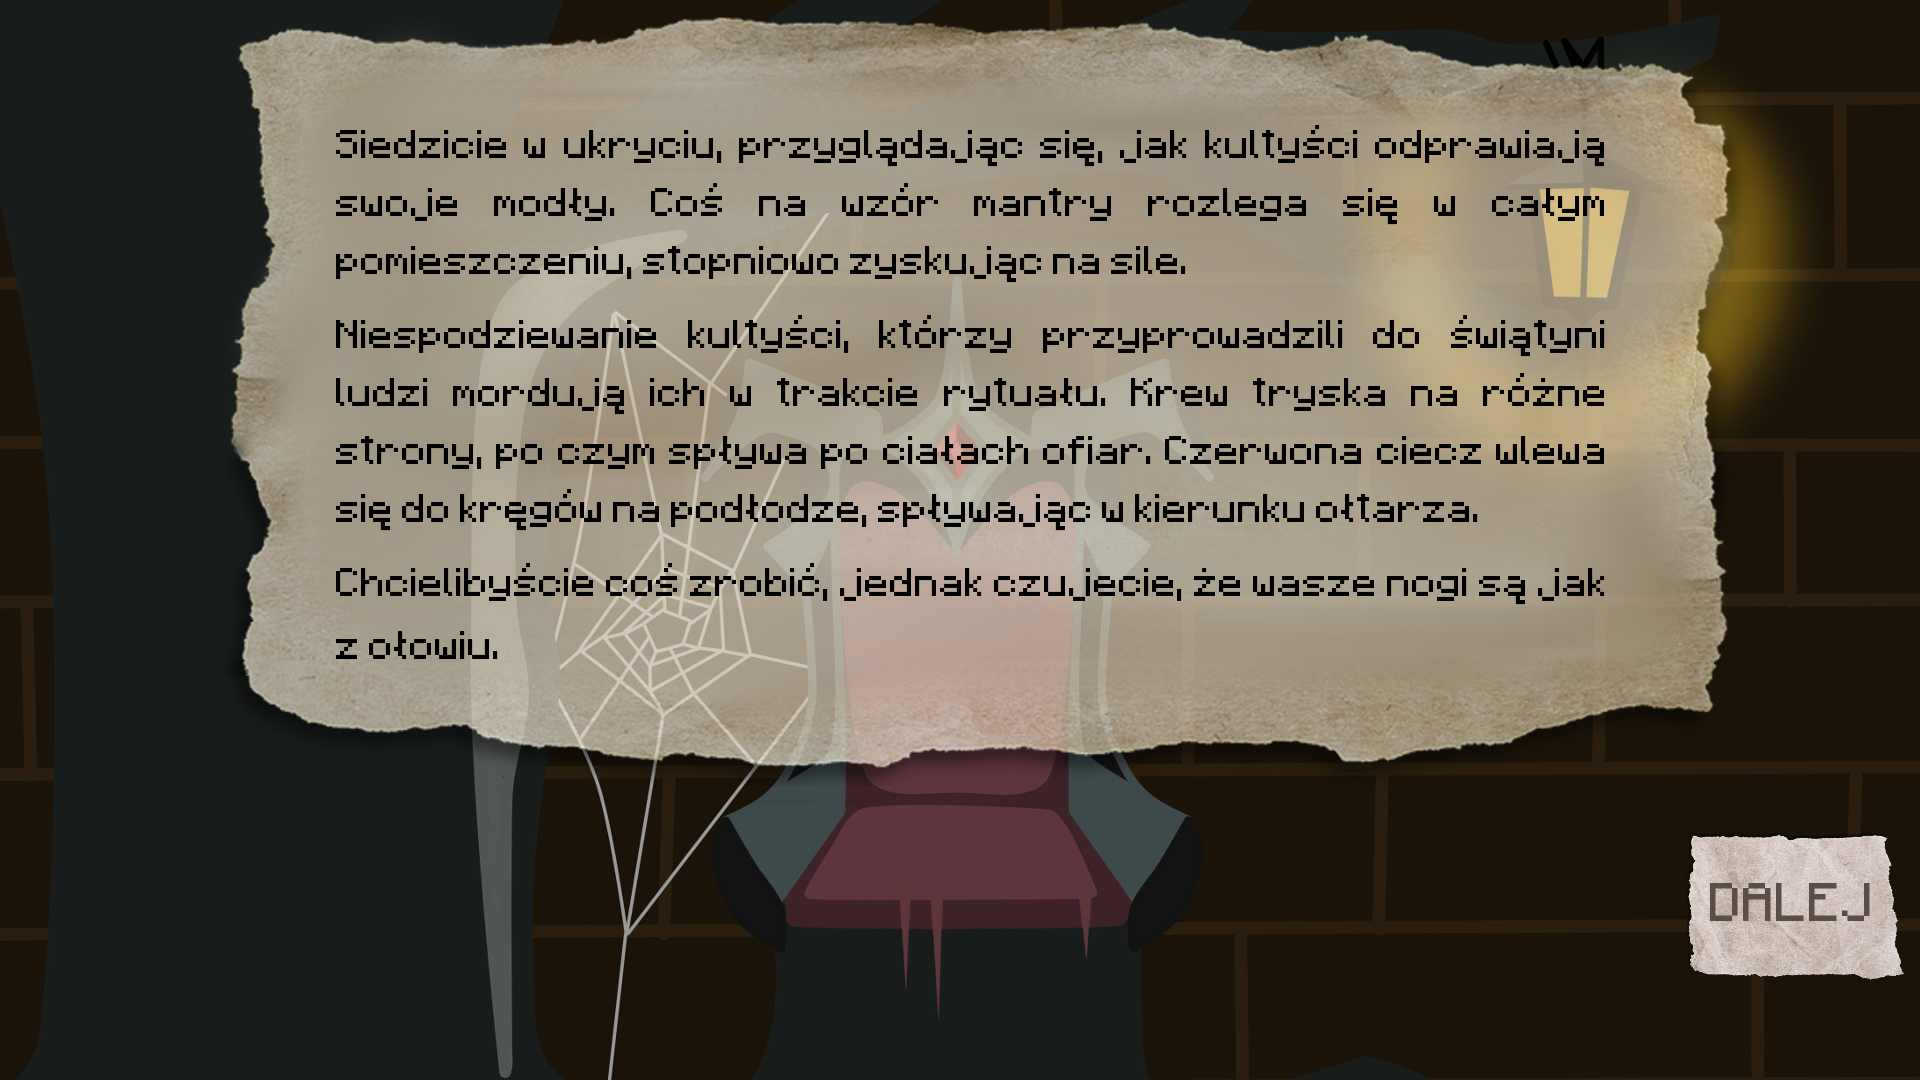 Siedzicie w ukryciu, przyglądając się, jak kultyści odprawiają
swoje modły. Coś na wzór mantry rozlega się w całym
pomieszczeniu, stopniowo zyskując na sile.
Niespodziewanie kultyści, którzy przyprowadzili do świątyni
ludzi mordują ich w trakcie rytuału. Krew tryska na różne
strony, po czym spływa po ciałach ofiar. Czerwona ciecz wlewa
się do kręgów na podłodze, spływając w kierunku ołtarza.
Chcielibyście coś zrobić, jednak czujecie, że wasze nogi są jak
z ołowiu.
DALEJ